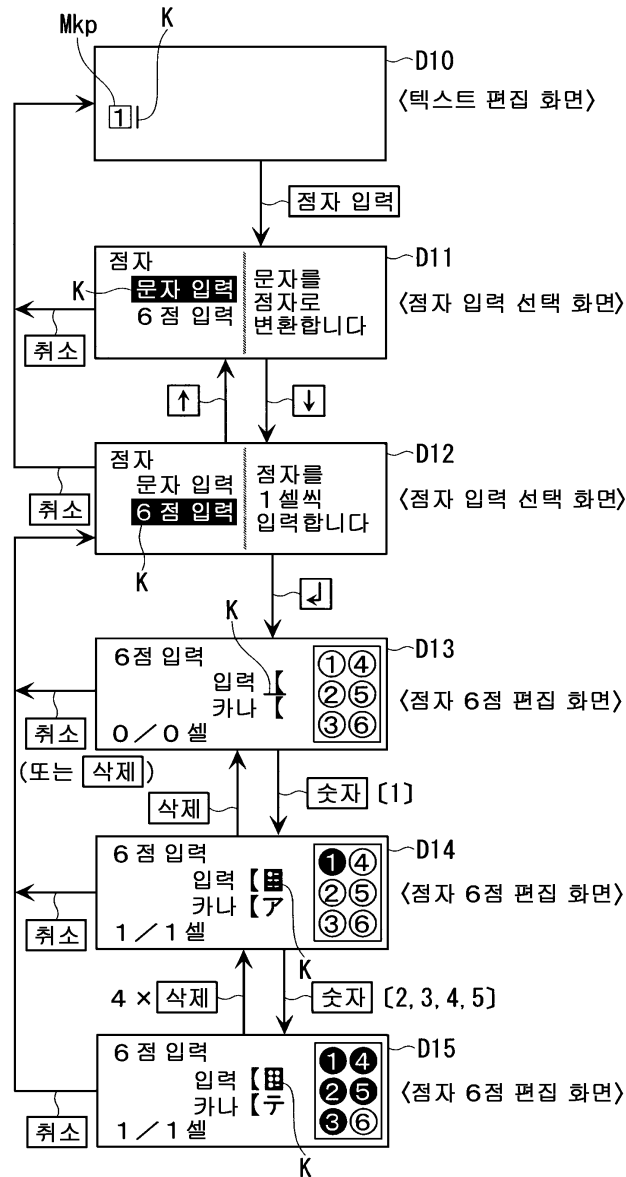 Mkp K
1
D10
〈텍스트 편집 화면〉
점자 입력
점자
문자 입력
6점 입력
문자를
점자로
변환합니다
K
D11
〈점자 입력 선택 화면〉
취소
↑ ↓
점자
문자 입력
6점 입력
점자를
1셀씩
입력합니다
D12
〈점자 입력 선택 화면〉
취소
K
↲
K
6점 입력
입력【
카나【
0/0셀
①④
②⑤
③⑥
D13
〈점자 6점 편집 화면〉
취소
(또는 삭제)
삭제
숫자 〔1〕
6점 입력
입력【
카나【ア
1/1셀
❶④
②⑤
③⑥
D14
〈점자 6점 편집 화면〉
취소
K
4 × 삭제
숫자 〔2,3,4,5〕
6점 입력
입력【
카나【テ
1/1셀
❶❹
❷❺
❸⑥
D15
〈점자 6점 편집 화면〉
취소
K